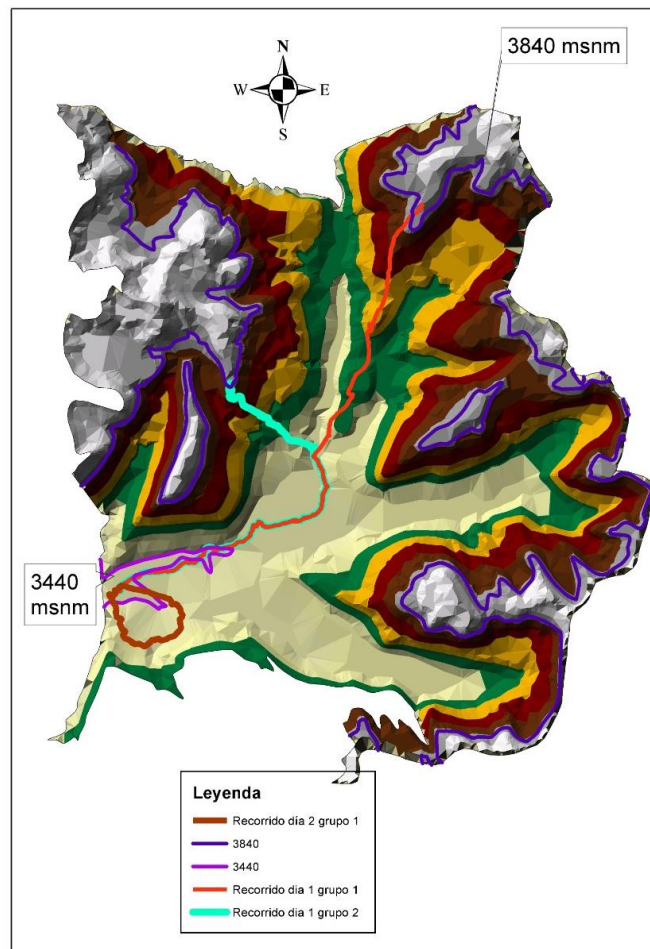 3840 msnm
N
W
E
S
3440
msnm
Leyenda
Recorrido día 2 grupo 1
3840
3440
Recorrido día 1 grupo 1
Recorrido día 1 grupo 2